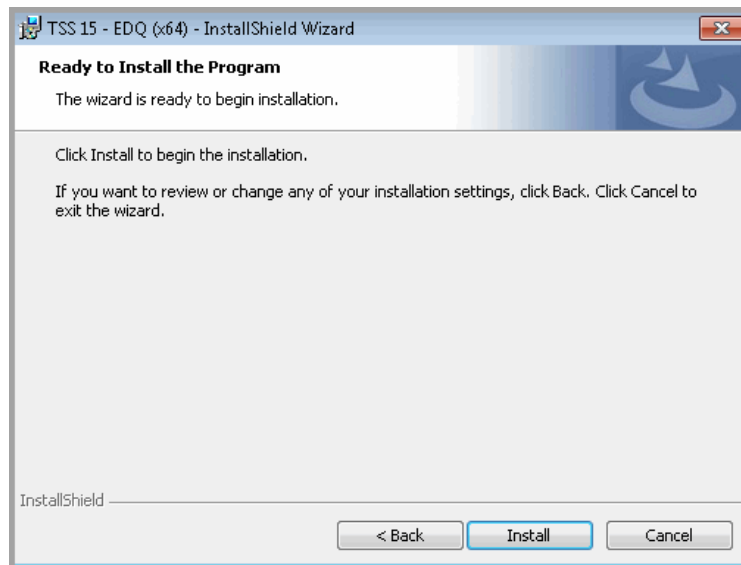 TSS 15 - EDQ (x64) - InstallShield Wizard
Ready to Install the Program
The wizard is ready to begin installation.
Click Install to begin the installation.
If you want to review or change any of your installation settings, click Back. Click Cancel to
exit the wizard.
InstallShield
< Back
Install
Cancel